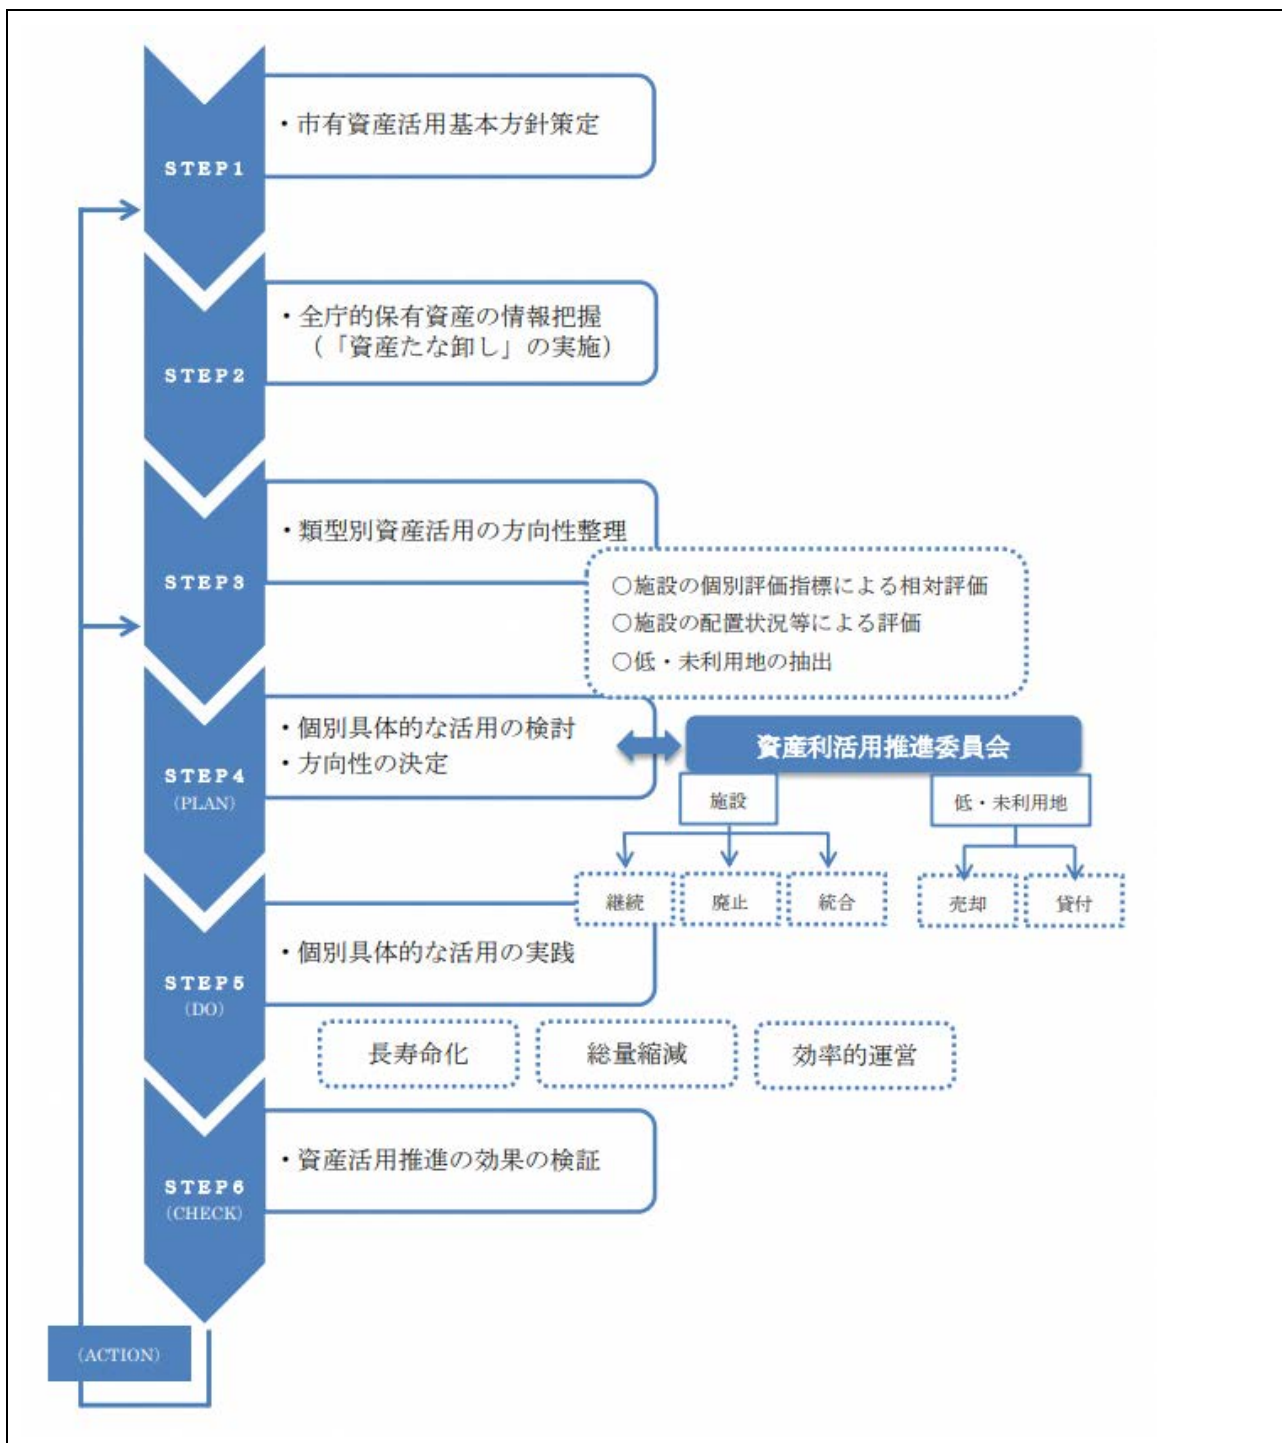 STEP1
・市有資産活用基本方針策定
STEP2
・全庁的保有資産の情報把握
（「資産たな卸し」の実施）
STEP3
・類型別資産活用の方向性整理
○施設の個別評価指標による相対評価
○施設の配置状況等による評価
○低・未利用地の抽出
STEP4
(PLAN)
・個別具体的な活用の検討
・方向性の決定
資産利活用推進委員会
施設
低・未利用地
継続
廃止
統合
売却
貸付
STEP5
(DO)
・個別具体的な活用の実践
長寿命化
総量縮減
効率的運営
STEP6
(CHECK)
・資産活用推進の効果の検証
(ACTION)